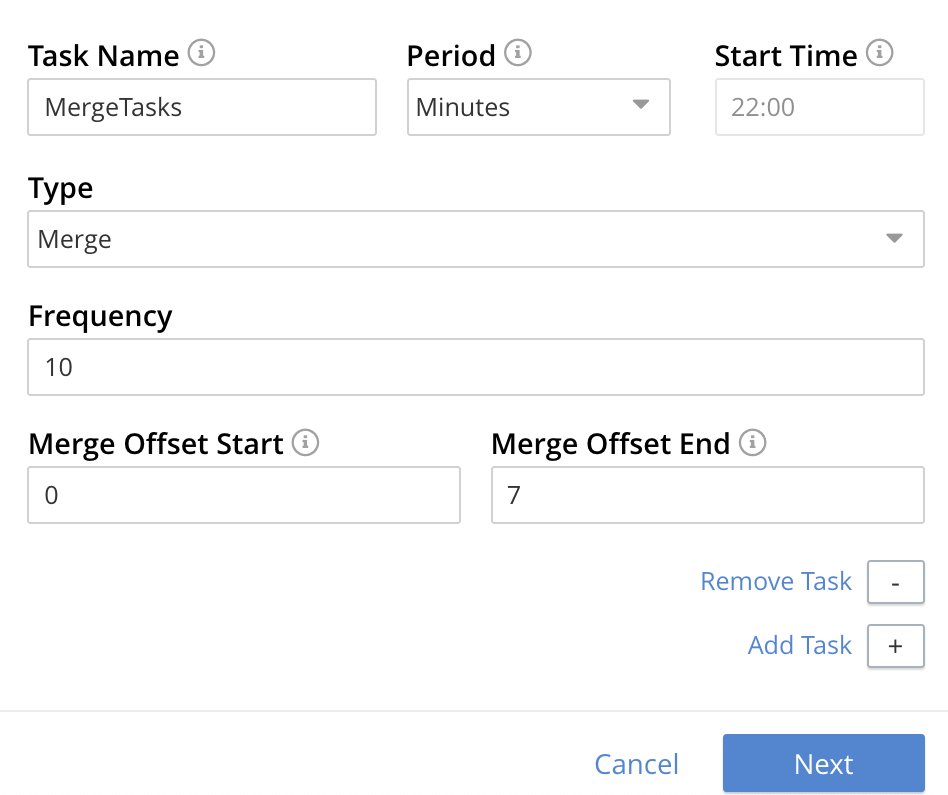 Task Name Period Start Time
MergeTasks Minutes 22:00
Type
Merge
Frequency
10
Merge Offset Start Merge Offset End
0 7
Remove Task -
Add Task +
Cancel Next